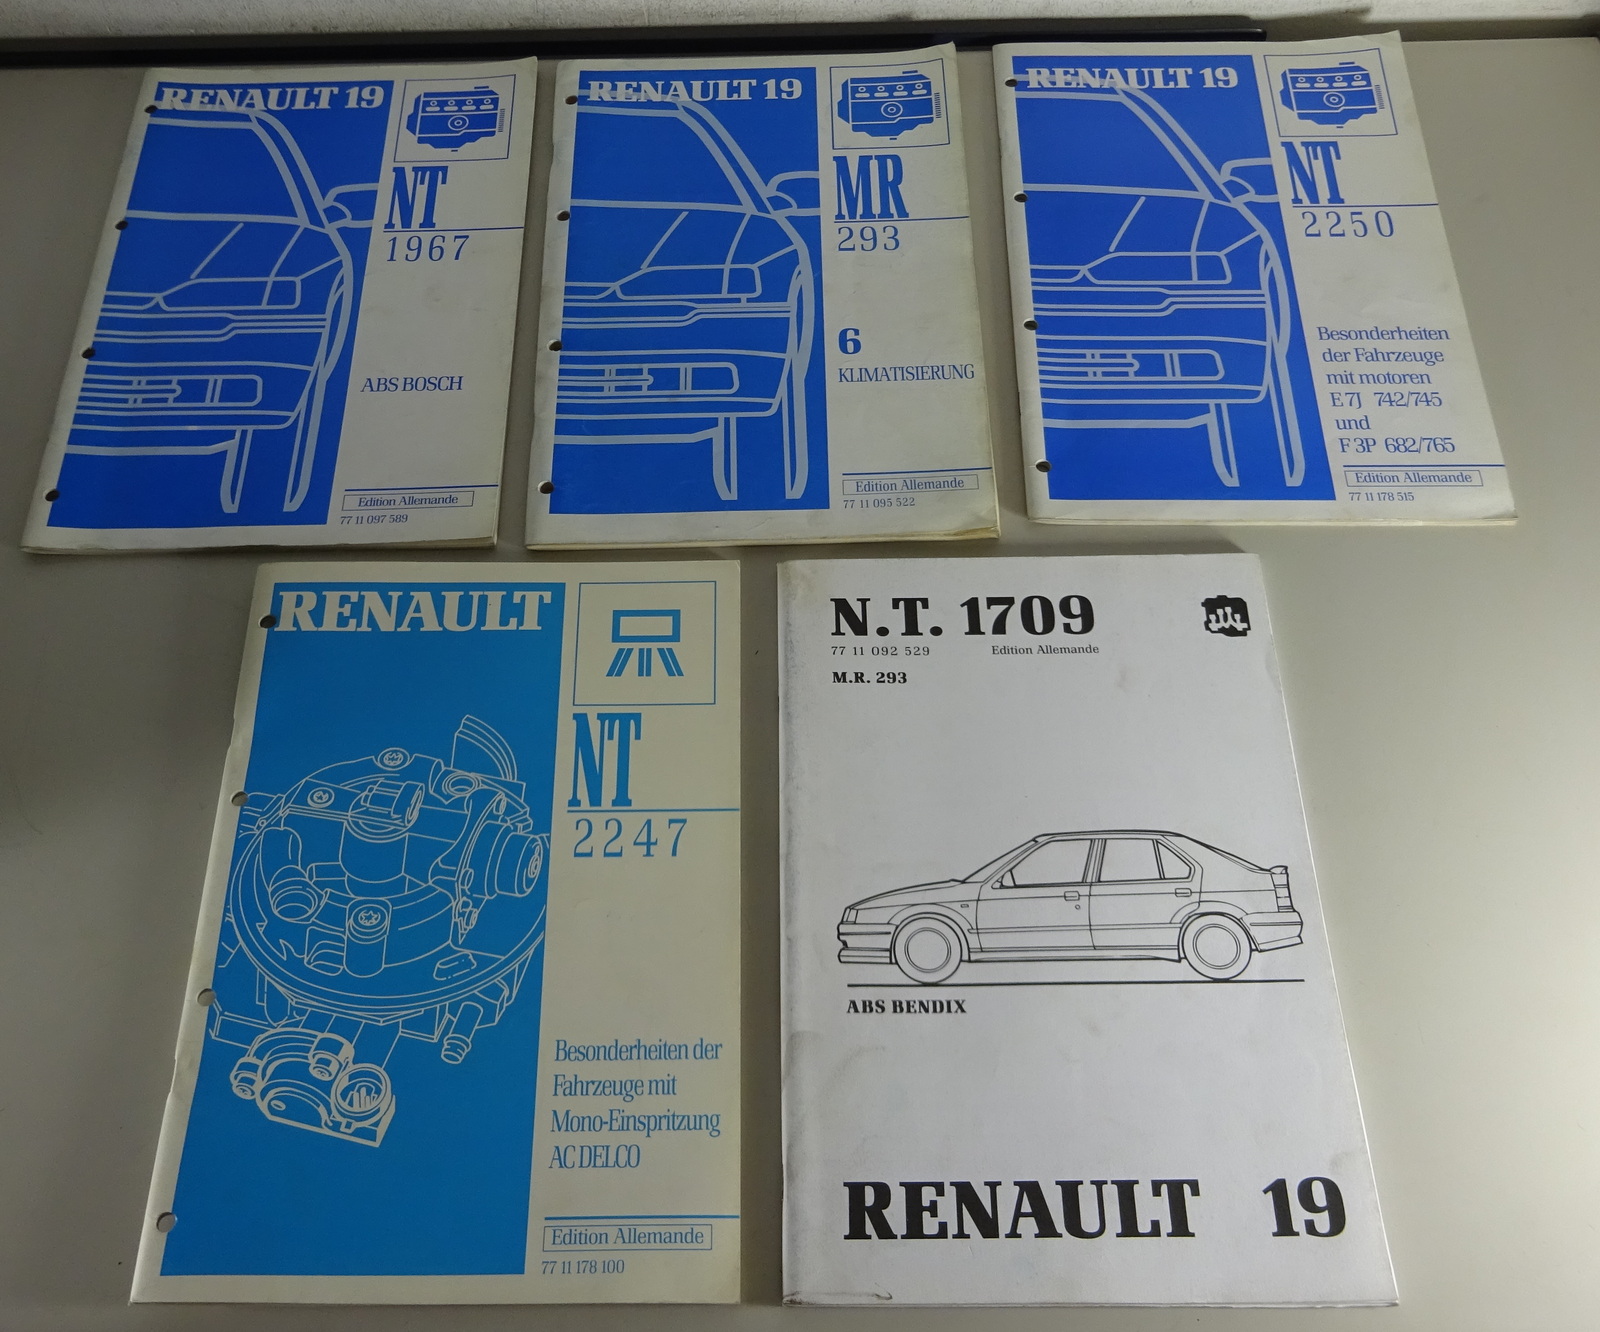 RENAULT 19
NT
1967
ABS BOSCH
Edition Allemande
77 11 097 589
RENAULT 19
MR
293
6
KLIMATISIERUNG
Edition Allemande
77 11 095 522
RENAULT 19
NT
2250
Besonderheiten
der Fahrzeuge
mit motoren
E7J 742/745
und
F3P 682/765
Edition Allemande
77 11 178 515
RENAULT
NT
2247
Besonderheiten der
Fahrzeuge mit
Mono-Einspritzung
AC DELCO
Edition Allemande
77 11 178 100
N.T. 1709
77 11 092 529 Edition Allemande
M.R. 293
ABS BENDIX
RENAULT 19